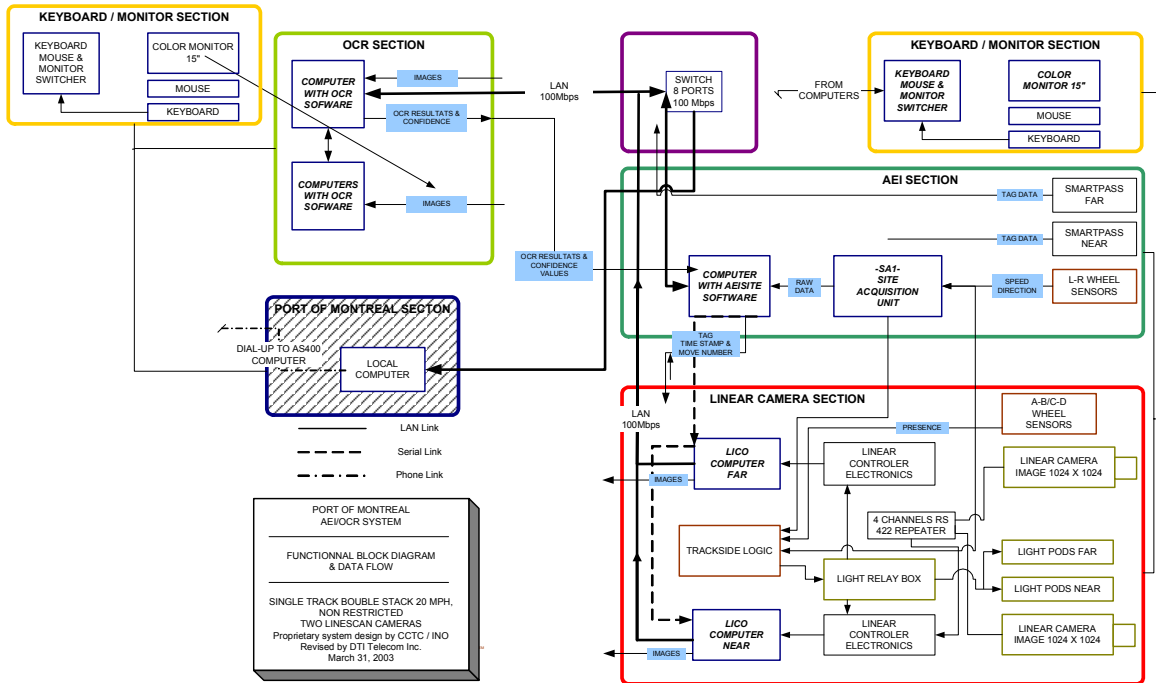 KEYBOARD / MONITOR SECTION
KEYBOARD
MOUSE &
MONITOR
SWITCHER
COLOR MONITOR
15"
MOUSE
KEYBOARD
OCR SECTION
COMPUTER
WITH OCR
SOFWARE
IMAGES
OCR RESULTATS &
CONFIDENCE
COMPUTERS
WITH OCR
SOFWARE
IMAGES
LAN
100Mbps
SWITCH
8 PORTS
100 Mbps
FROM
COMPUTERS
KEYBOARD / MONITOR SECTION
KEYBOARD
MOUSE &
MONITOR
SWITCHER
COLOR
MONITOR 15"
MOUSE
KEYBOARD
AEI SECTION
TAG DATA
SMARTPASS
FAR
TAG DATA
SMARTPASS
NEAR
OCR RESULTATS &
CONFIDENCE
VALUES
COMPUTER
WITH AEISITE
SOFTWARE
RAW
DATA
-SA1-
SITE
ACQUISITION
UNIT
SPEED
DIRECTION
L-R WHEEL
SENSORS
TAG
TIME STAMP &
MOVE NUMBER
PORT OF MONTREAL SECTON
DIAL-UP TO AS400
COMPUTER
LOCAL
COMPUTER
LAN Link
Serial Link
Phone Link
LINEAR CAMERA SECTION
LAN
100Mbps
PRESENCE
A-B/C-D
WHEEL
SENSORS
LICO
COMPUTER
FAR
IMAGES
LINEAR
CONTROLER
ELECTRONICS
LINEAR CAMERA
IMAGE 1024 X 1024
4 CHANNELS RS
422 REPEATER
TRACKSIDE LOGIC
LIGHT RELAY BOX
LIGHT PODS FAR
LIGHT PODS NEAR
LICO
COMPUTER
NEAR
IMAGES
LINEAR
CONTROLER
ELECTRONICS
LINEAR CAMERA
IMAGE 1024 X 1024
PORT OF MONTREAL
AEI/OCR SYSTEM
FUNCTIONNAL BLOCK DIAGRAM
& DATA FLOW
SINGLE TRACK BOUBLE STACK 20 MPH,
NON RESTRICTED
TWO LINESCAN CAMERAS
Proprietary system design by CCTC / INO
Revised by DTI Telecom Inc.
March 31, 2003